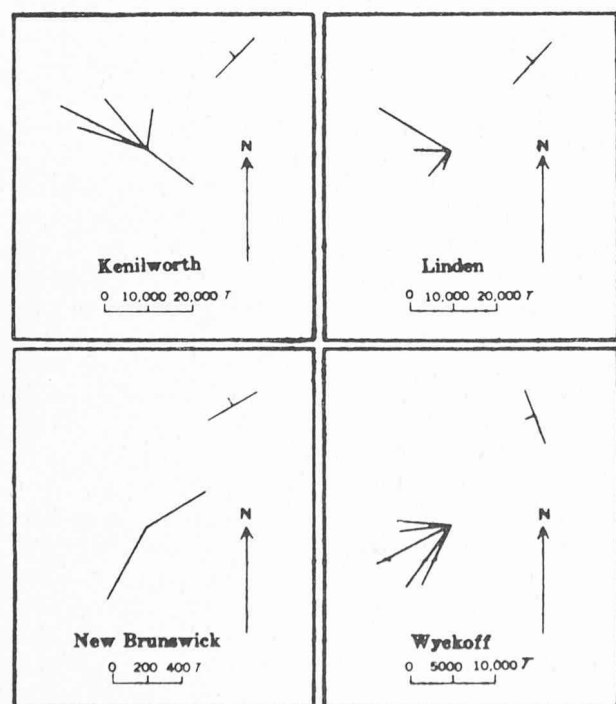 N
Kenilworth
0 10,000 20,000 T
N
Linden
0 10,000 20,000 T
N
New Brunswick
0 200 400 T
N
Wyckoff
0 5000 10,000 T